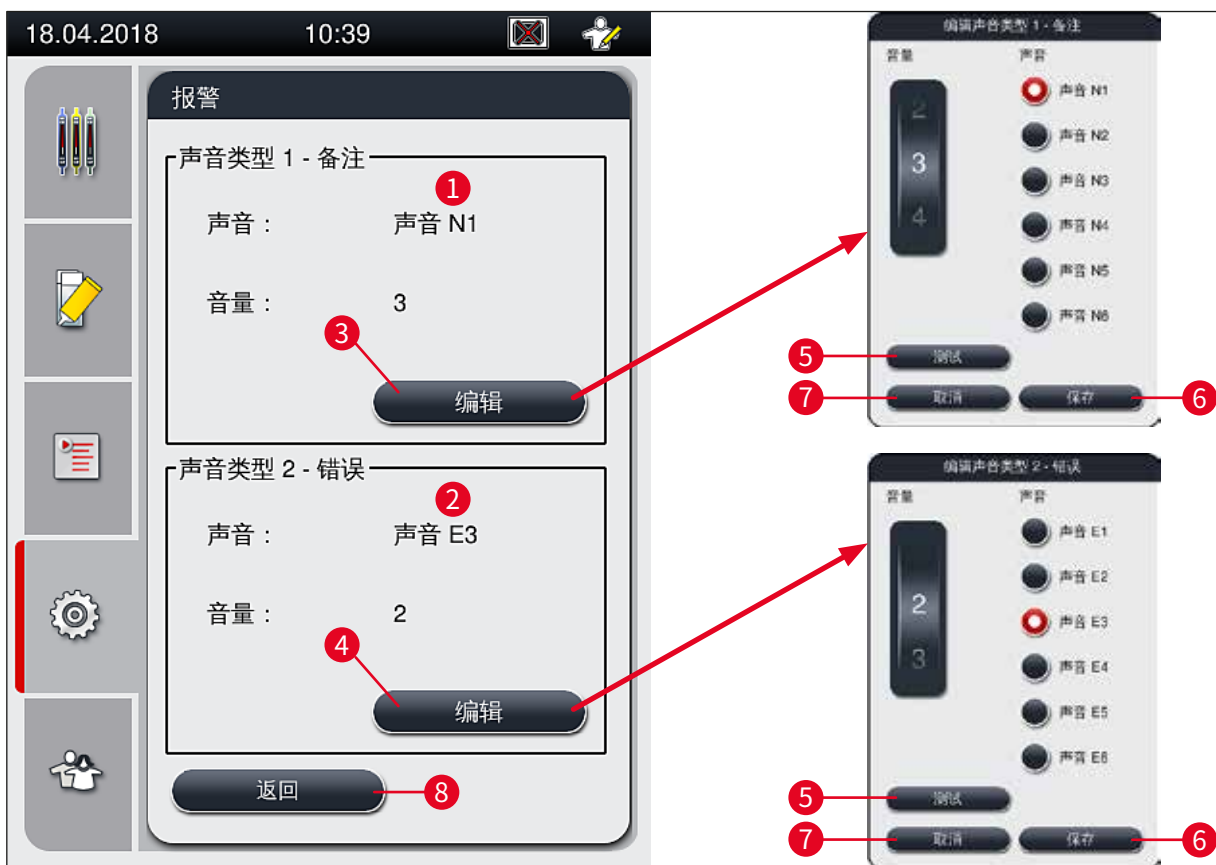 18.04.2018 10:39
报警
声音类型 1 - 备注
1
声音： 声音 N1
音量： 3
3
编辑
声音类型 2 - 错误
2
声音： 声音 E3
音量： 2
4
编辑
返回 8
编辑声音类型 1 - 备注
音量 声音
2
3
4
声音 N1
声音 N2
声音 N3
声音 N4
声音 N5
声音 N6
5 测试
7 取消 保存 6
编辑声音类型 2 - 错误
音量 声音
2
3
声音 E1
声音 E2
声音 E3
声音 E4
声音 E5
声音 E6
5 测试
7 取消 保存 6